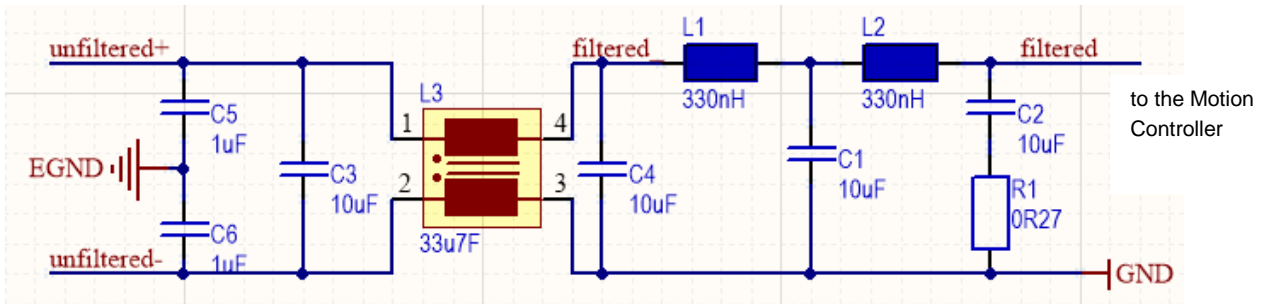 unfiltered+
C5
1uF
EGND
C6
1uF
unfiltered-
C3
10uF
L3
1
2
4
3
33u7F
filtered_
C4
10uF
L1
330nH
C1
10uF
L2
330nH
filtered
C2
10uF
R1
0R27
GND
to the Motion
Controller